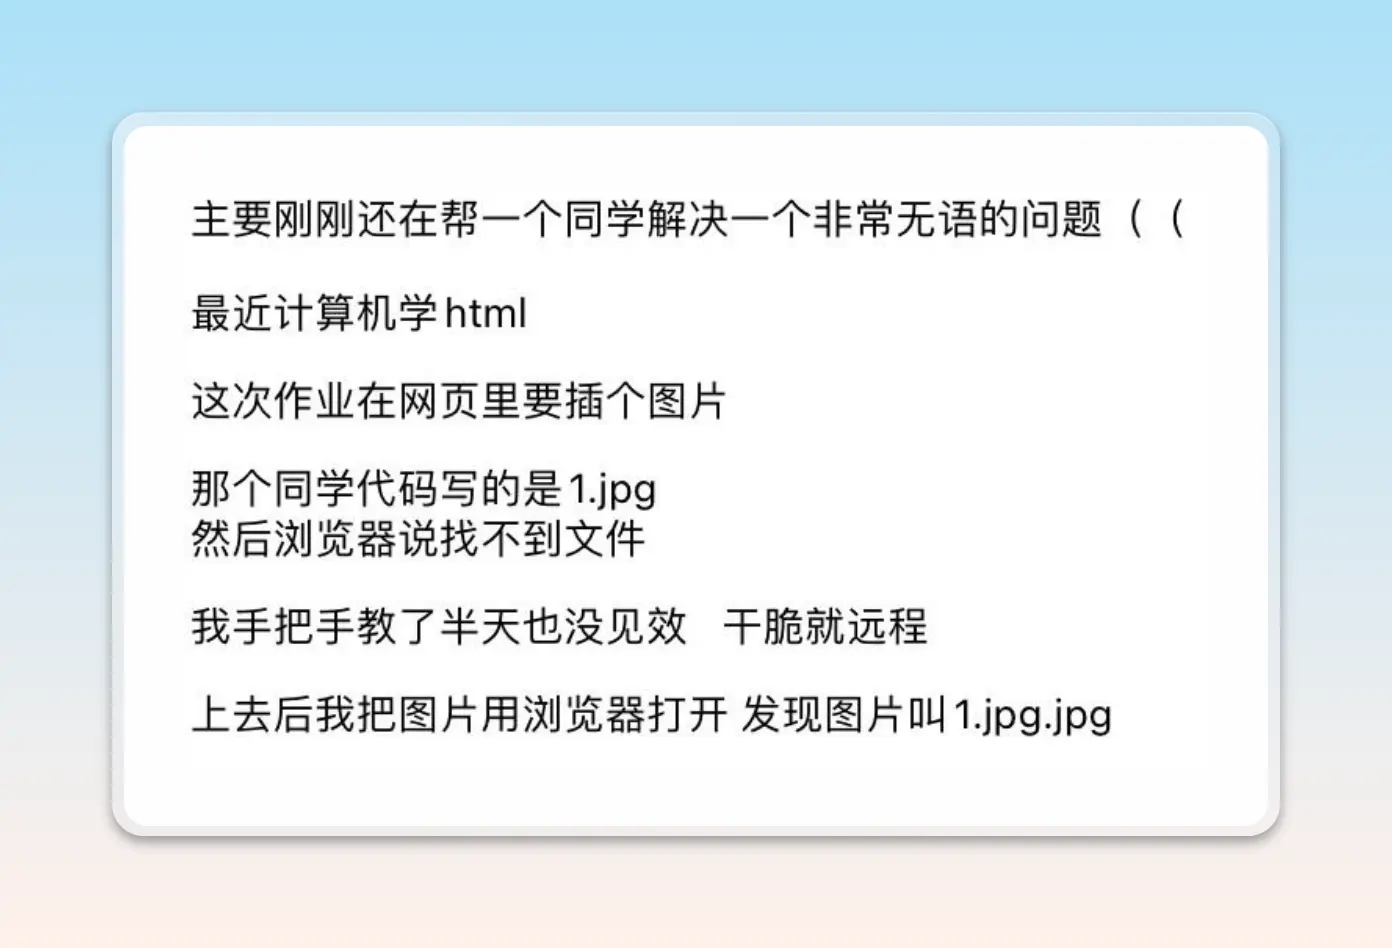 主要刚刚还在帮一个同学解决一个非常无语的问题（（
最近计算机学html
这次作业在网页里要插个图片
那个同学代码写的是1.jpg
然后浏览器说找不到文件
我手把手教了半天也没见效 干脆就远程
上去后我把图片用浏览器打开 发现图片叫1.jpg.jpg